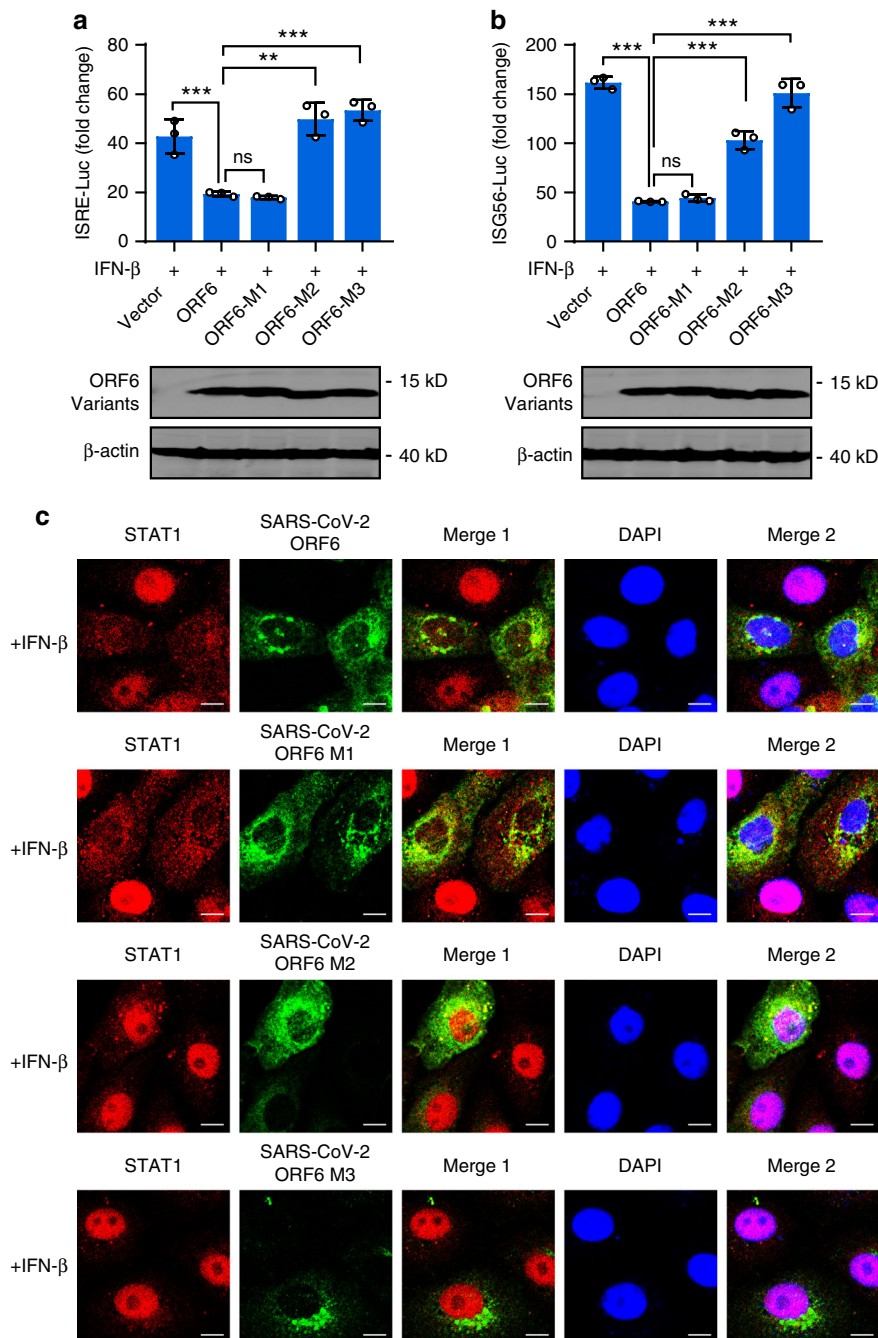 a
ISRE-Luc (fold change)
80
60
40
20
0
***
***
**
ns
IFN-β + + + + +
Vector
ORF6
ORF6-M1
ORF6-M2
ORF6-M3
ORF6
Variants
- 15 kD
β-actin
- 40 kD
b
ISG56-Luc (fold change)
200
150
100
50
0
***
***
***
ns
IFN-β + + + + +
Vector
ORF6
ORF6-M1
ORF6-M2
ORF6-M3
ORF6
Variants
- 15 kD
β-actin
- 40 kD
c
STAT1
SARS-CoV-2
ORF6
Merge 1
DAPI
Merge 2
+IFN-β
STAT1
SARS-CoV-2
ORF6 M1
Merge 1
DAPI
Merge 2
+IFN-β
STAT1
SARS-CoV-2
ORF6 M2
Merge 1
DAPI
Merge 2
+IFN-β
STAT1
SARS-CoV-2
ORF6 M3
Merge 1
DAPI
Merge 2
+IFN-β